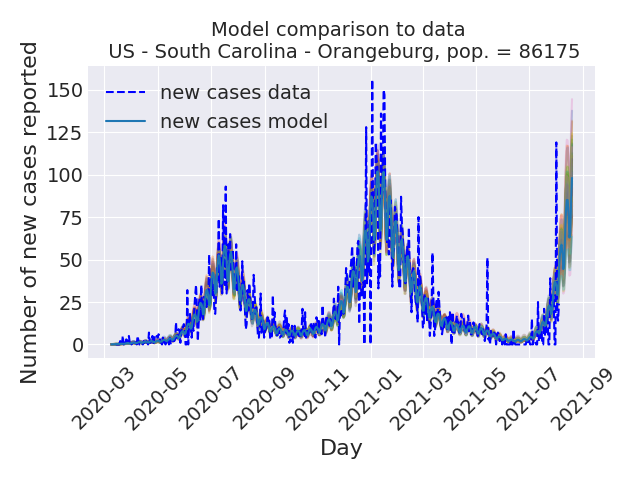 Model comparison to data
US - South Carolina - Orangeburg, pop. = 86175
Number of new cases reported
150
125
100
75
50
25
0
new cases data
new cases model
2020-03
2020-05
2020-07
2020-09
2020-11
2021-01
2021-03
2021-05
2021-07
2021-09
Day